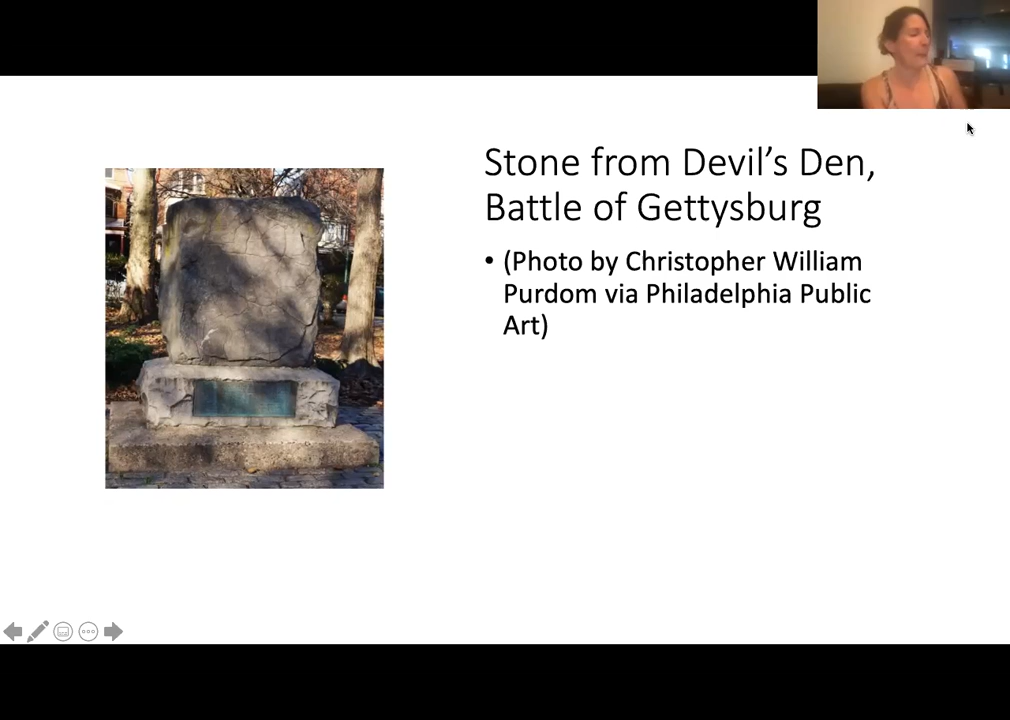 Stone from Devil’s Den,
Battle of Gettysburg
• (Photo by Christopher William
Purdom via Philadelphia Public
Art)